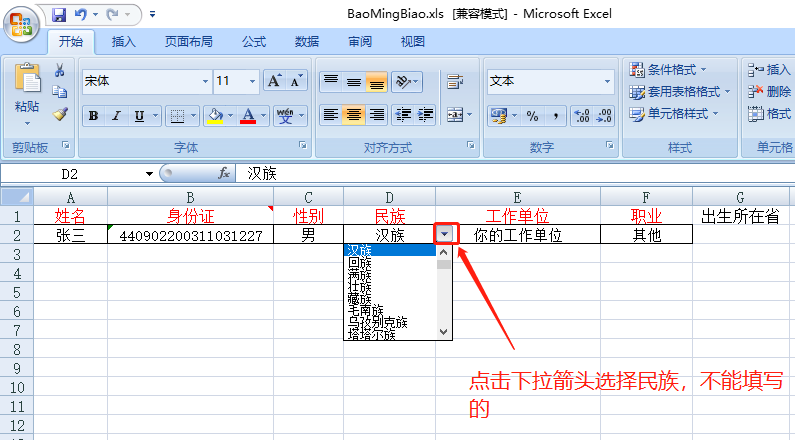 BaoMingBiao.xls [兼容模式] - Microsoft Excel
开始 插入 页面布局 公式 数据 审阅 视图
宋体 11 A A 文本 条件格式 插入
粘贴 套用表格格式 删除
B I U A wén 文 % , .0 .00 .00 .0 单元格样式 格式
剪贴板 字体 对齐方式 数字 样式 单元格
D2 fx 汉族
A B C D E F G
1 姓名 身份证 性别 民族 工作单位 职业 出生所在省
2 张三 440902200311031227 男 汉族 你的工作单位 其他
3 汉族
回族
4 满族
壮族
5 藏族
6 毛南族
乌孜别克族
7 塔塔尔族
8
9
10 点击下拉箭头选择民族，不能填写
11 的
12
13